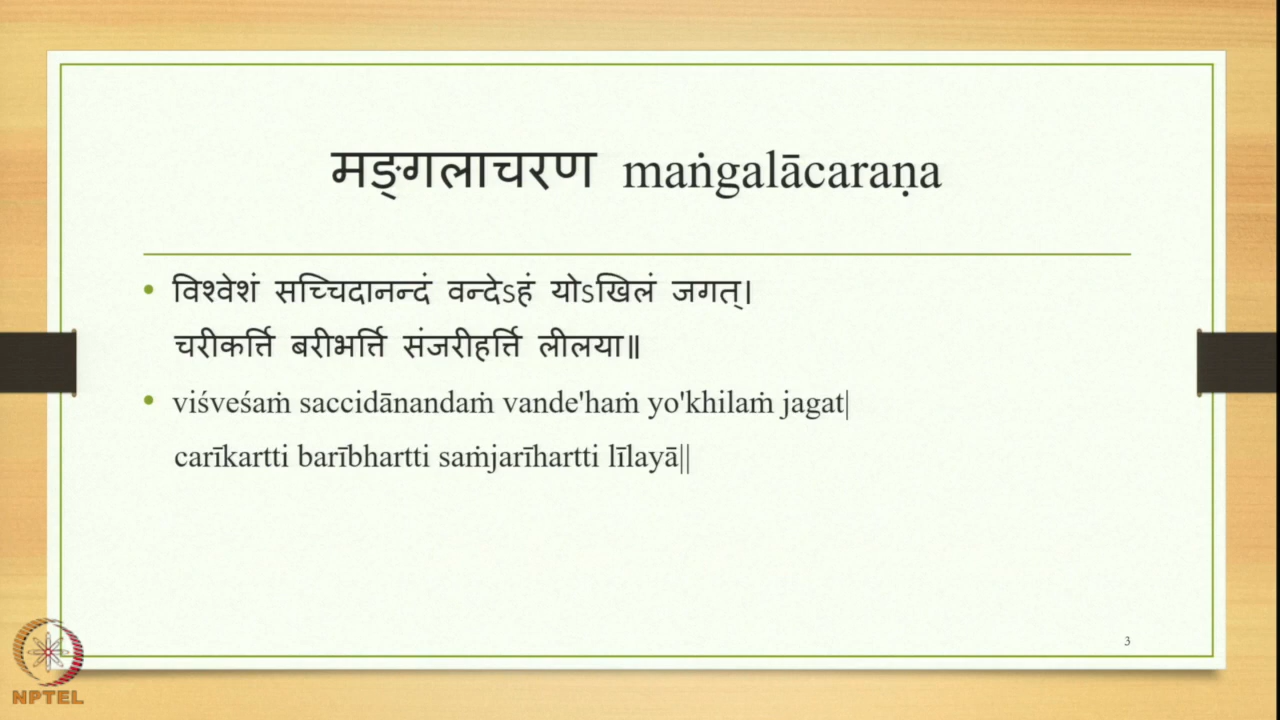 मङ्गलाचरण maṅgalācaraṇa
• विश्वेशं सच्चिदानन्दं वन्देऽहं योऽखिलं जगत्।
चरीकर्त्ति बरीभर्त्ति संजरीहर्त्ति लीलया॥
• viśveśaṁ saccidānandaṁ vande'haṁ yo'khilaṁ jagat|
carīkartti barībhartti saṁjarīhartti līlayā||
3
NPTEL